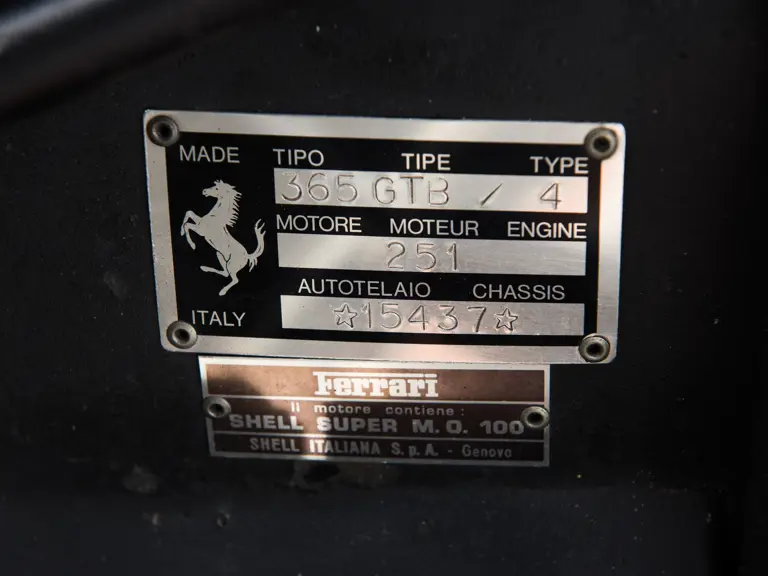 MADE TIPO TIPE TYPE
365 GTB / 4
MOTORE MOTEUR ENGINE
251
AUTOTELAIO CHASSIS
ITALY ☆15437☆
Ferrari
Il motore contiene :
SHELL SUPER M. O. 100
SHELL ITALIANA S.p.A. - Genova